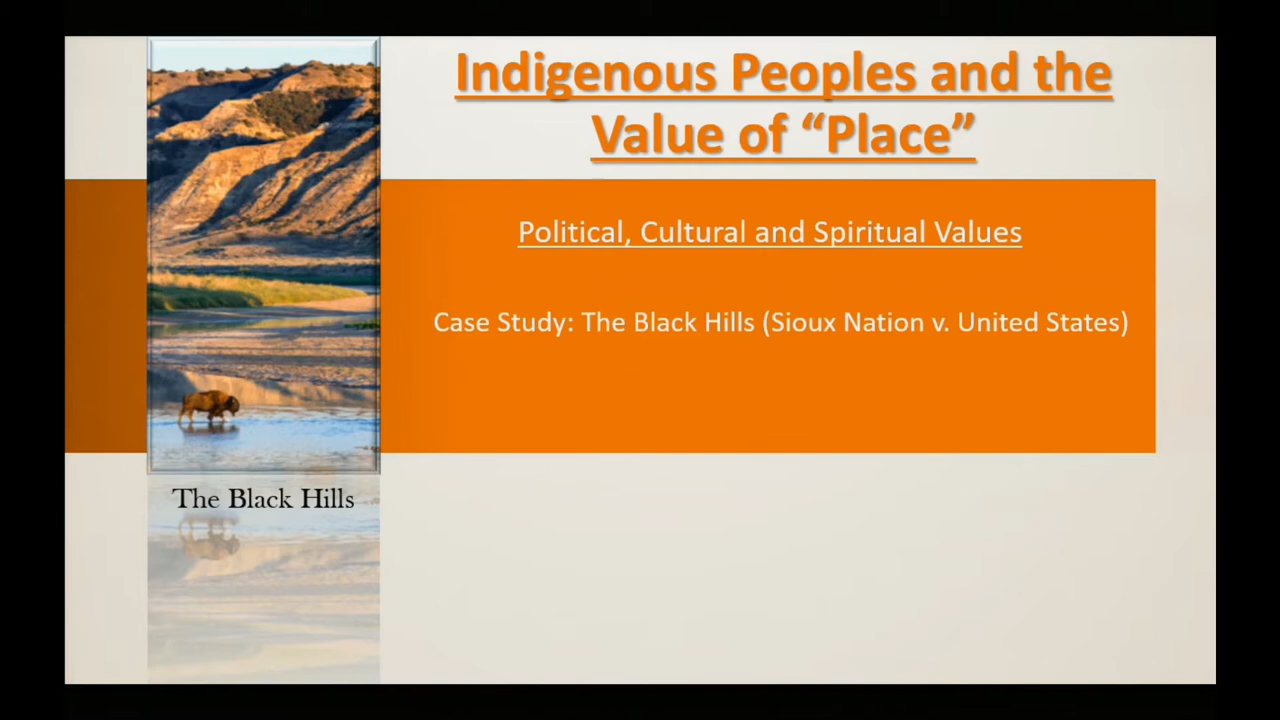 Indigenous Peoples and the
Value of “Place”
Political, Cultural and Spiritual Values
Case Study: The Black Hills (Sioux Nation v. United States)
The Black Hills